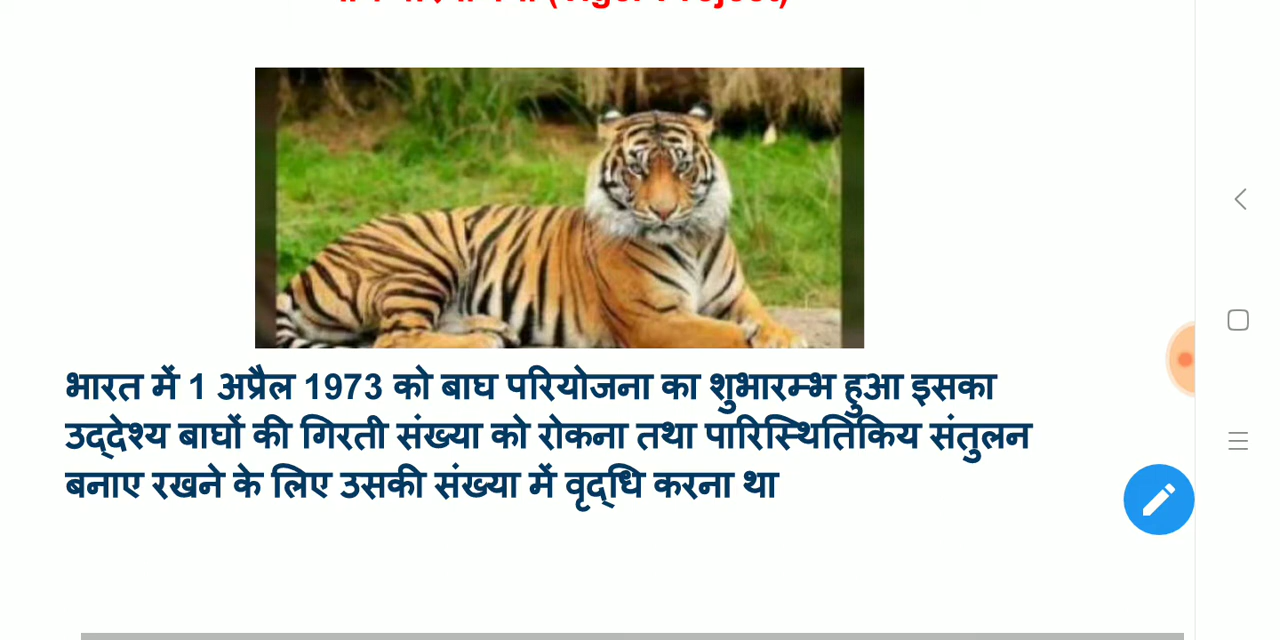 भारत में 1 अप्रैल 1973 को बाघ परियोजना का शुभारम्भ हुआ इसका
उद्देश्य बाघों की गिरती संख्या को रोकना तथा पारिस्थितिकिय संतुलन
बनाए रखने के लिए उसकी संख्या में वृद्धि करना था